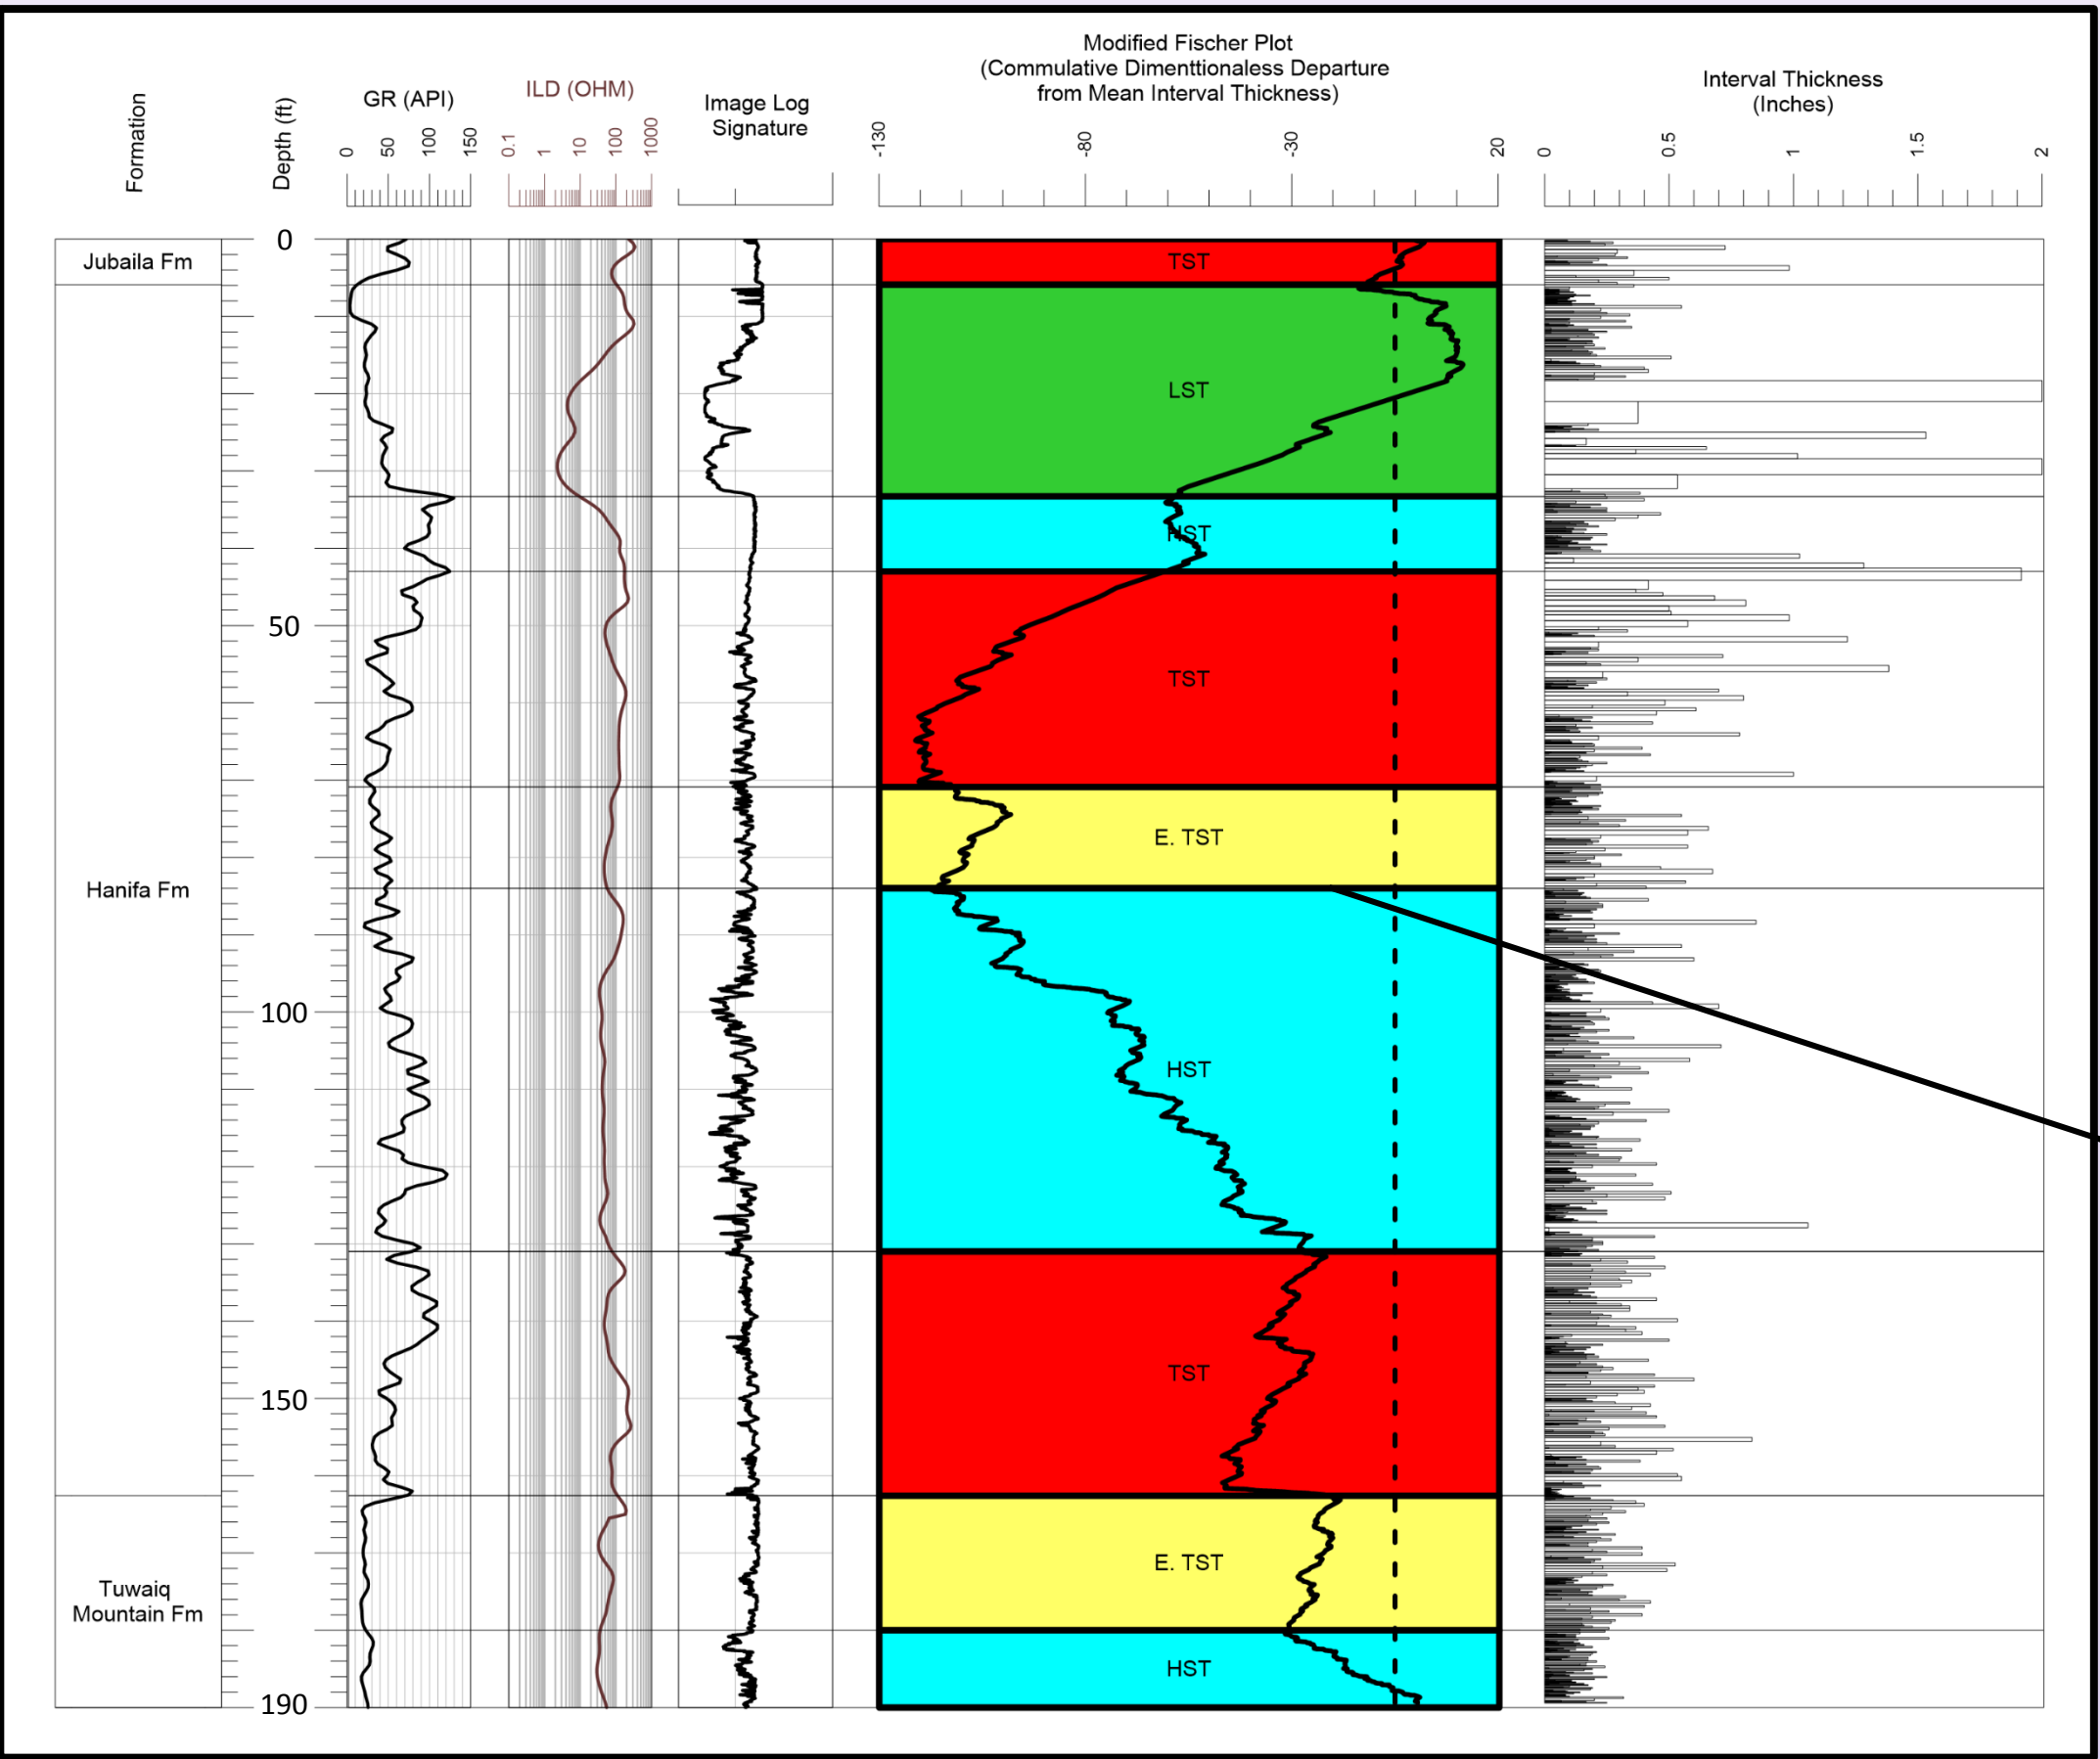 Modified Fischer Plot
(Commulative Dimenttionaless Departure
from Mean Interval Thickness)
Formation
Depth (ft)
GR (API)
ILD (OHM)
Image Log
Signature
Interval Thickness
(Inches)
0
50
100
150
0.1
1
10
100
1000
-130
-80
-30
20
0
0.5
1
1.5
2
0
Jubaila Fm
TST
LST
HST
50
TST
E. TST
Hanifa Fm
100
HST
TST
150
E. TST
Tuwaiq
Mountain Fm
HST
190